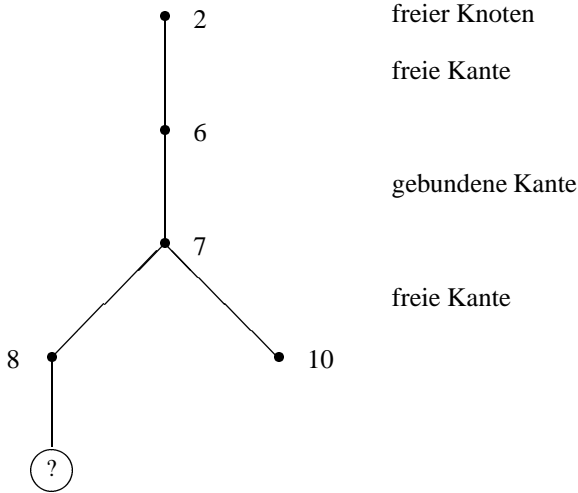 2 freier Knoten
freie Kante
6
gebundene Kante
7
freie Kante
8 10
?